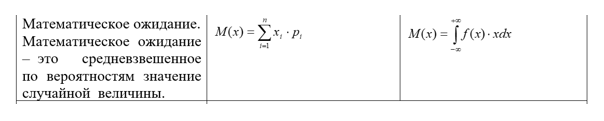 Математическое ожидание.
Математическое ожидание
– это средневзвешенное
по вероятностям значение
случайной величины.
M(x) = ∑_{i=1}^{n} x_i · p_i
M(x) = ∫_{-∞}^{+∞} f(x) · xdx